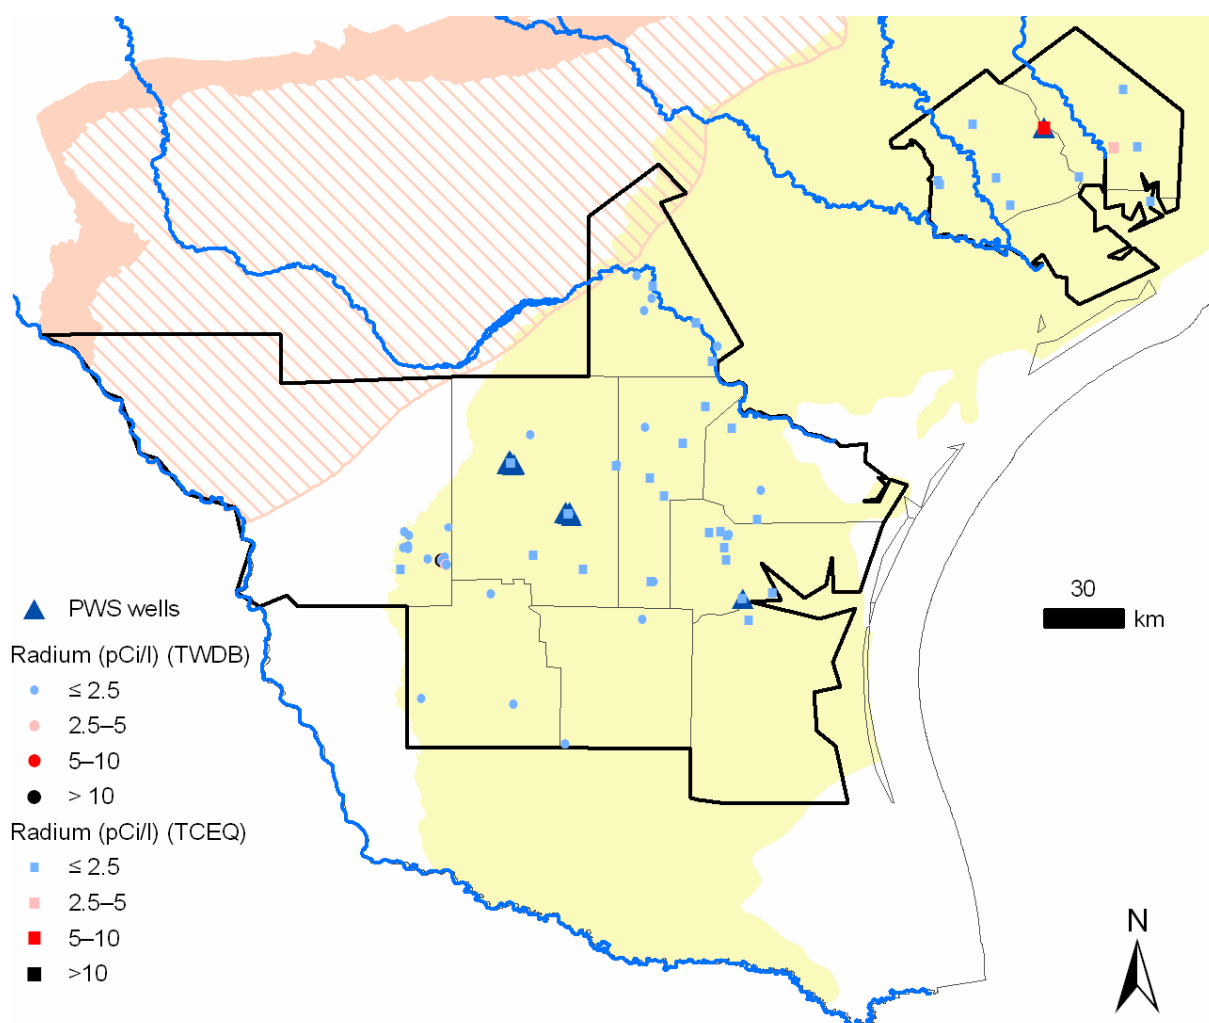 PWS wells
Radium (pCi/l) (TWDB)
≤ 2.5
2.5–5
5–10
> 10
Radium (pCi/l) (TCEQ)
≤ 2.5
2.5–5
5–10
>10
30
km
N